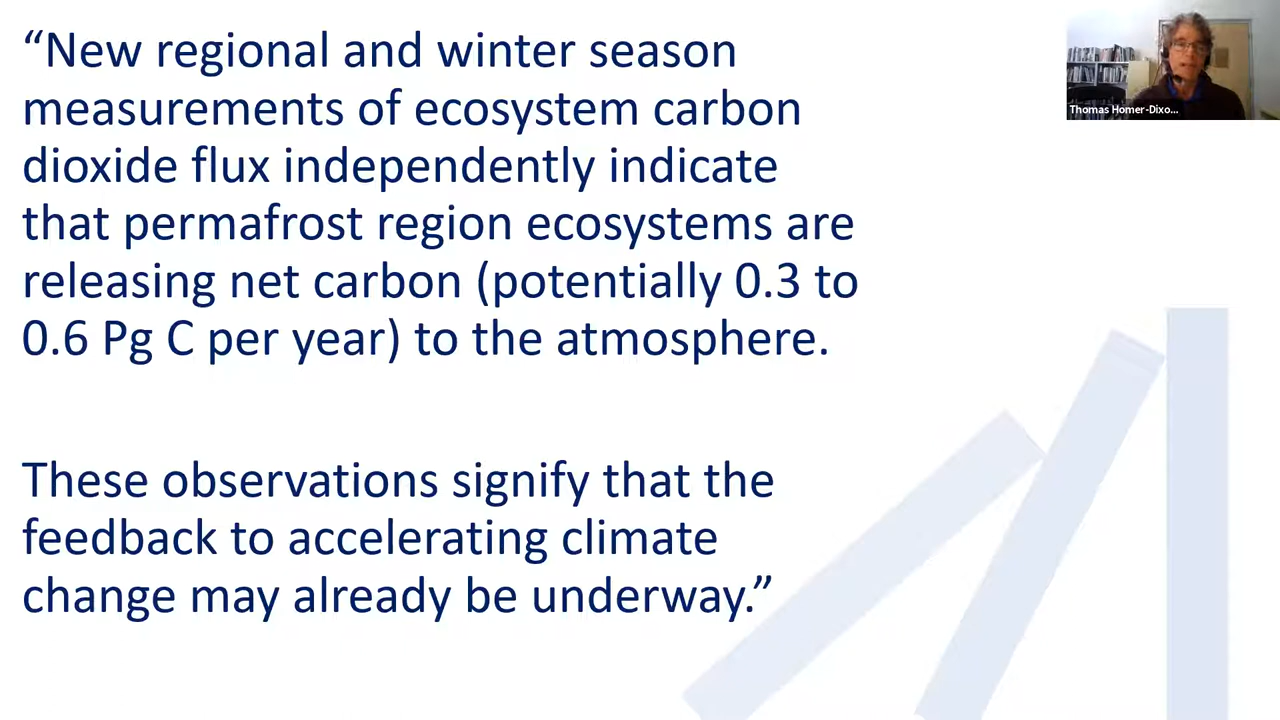 “New regional and winter season
measurements of ecosystem carbon
dioxide flux independently indicate
that permafrost region ecosystems are
releasing net carbon (potentially 0.3 to
0.6 Pg C per year) to the atmosphere.
These observations signify that the
feedback to accelerating climate
change may already be underway.”
Thomas Homer-Dixo...